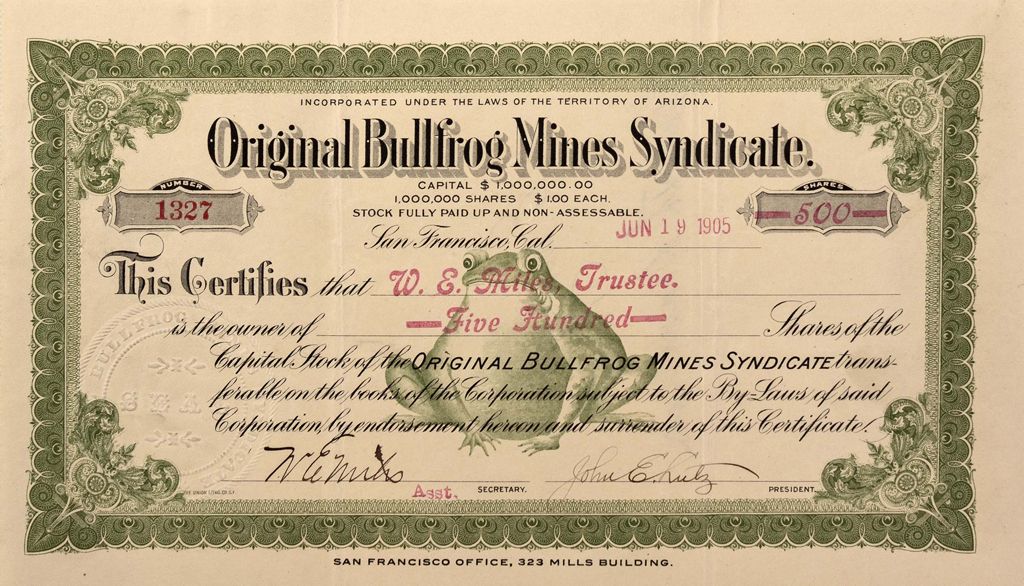 INCORPORATED UNDER THE LAWS OF THE TERRITORY OF ARIZONA.
Original Bullfrog Mines Syndicate.
CAPITAL $1,000,000.00
NUMBER
1327
1,000,000 SHARES $1.00 EACH.
SHARES
—500—
STOCK FULLY PAID UP AND NON-ASSESSABLE.
San Francisco, Cal. JUN 19 1905
This Certifies that W. E. Miles, Trustee.
is the owner of —Five Hundred— Shares of the
Capital Stock of the ORIGINAL BULLFROG MINES SYNDICATE trans-
ferable on the books of the Corporation subject to the By-Laws of said
Corporation, by endorsement hereon and surrender of this Certificate.
BULLFROG
SEAL
W E Miles
John E. Lutz
Asst. SECRETARY.
PRESIDENT.
SAN FRANCISCO OFFICE, 323 MILLS BUILDING.